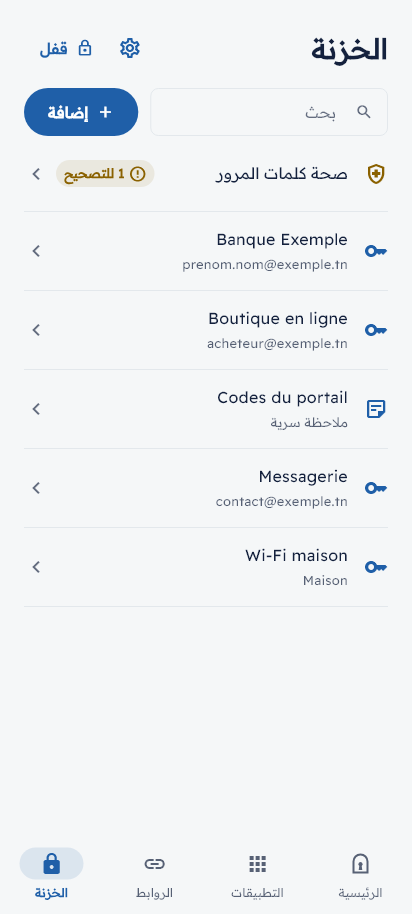 الخزنة
قفل
بحث
إضافة
صحة كلمات المرور
1 للتصحيح
Banque Exemple
prenom.nom@exemple.tn
Boutique en ligne
acheteur@exemple.tn
Codes du portail
ملاحظة سرية
Messagerie
contact@exemple.tn
Wi-Fi maison
Maison
الرئيسية
التطبيقات
الروابط
الخزنة